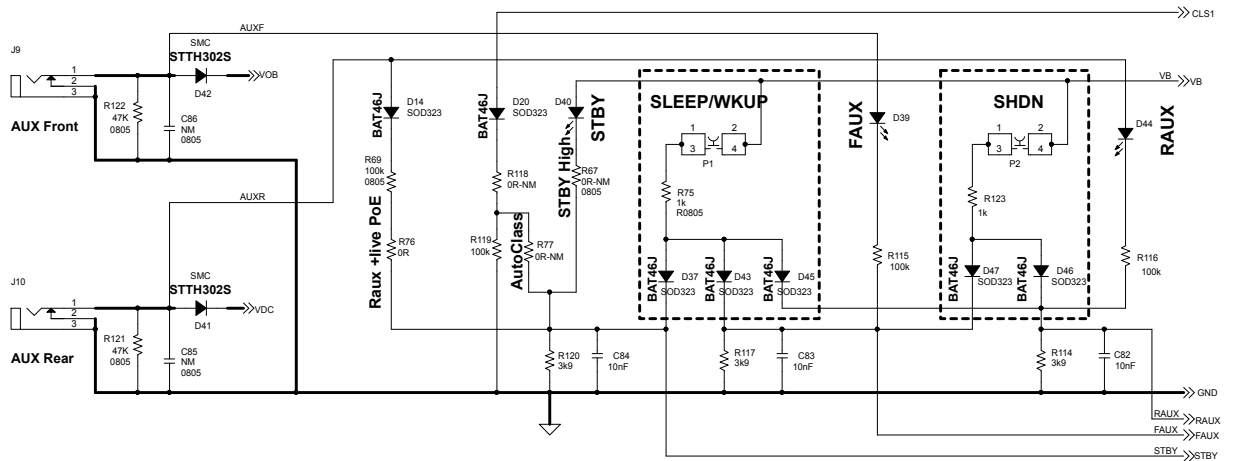 CLS1
AUXF
J9
SMC
STTH302S
VOB
D42
1
2
3
R122
47K
0805
C86
NM
0805
AUX Front
BAT46J
D14
SOD323
R69
100k
0805
R76
0R
Raux +live PoE
BAT46J
D20
SOD323
R118
0R-NM
R119
100k
R77
0R-NM
AutoClass
D40
STBY
STBY High
R67
0R-NM
0805
SLEEP/WKUP
1
2
3
4
P1
R75
1k
R0805
BAT46J
D37
SOD323
BAT46J
D43
SOD323
BAT46J
D45
SOD323
FAUX
D39
R115
100k
SHDN
1
2
3
4
P2
R123
1k
BAT46J
D47
SOD323
BAT46J
D46
SOD323
VB
VB
D44
RAUX
R116
100k
AUXR
J10
SMC
STTH302S
VDC
D41
1
2
3
R121
47K
0805
C85
NM
0805
AUX Rear
R120
3k9
C84
10nF
R117
3k9
C83
10nF
R114
3k9
C82
10nF
GND
RAUX
RAUX
FAUX
FAUX
STBY
STBY